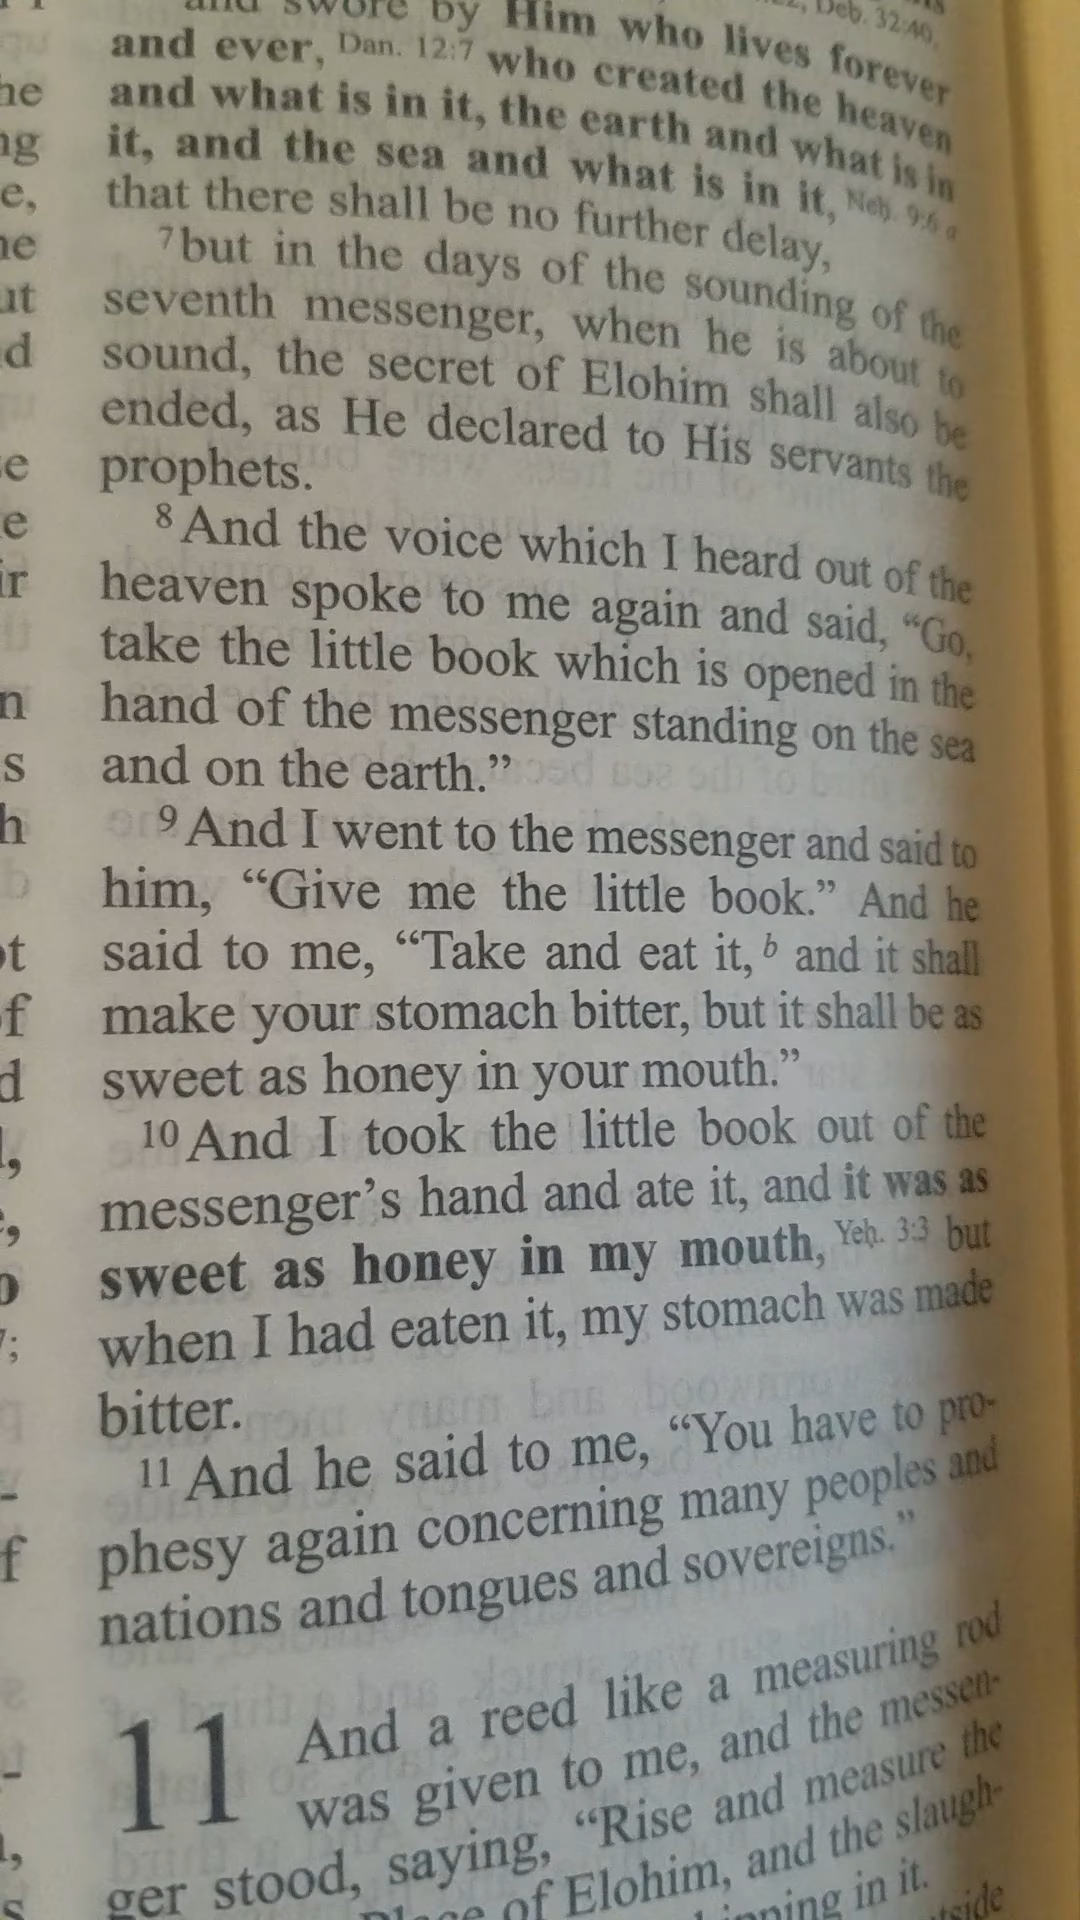 and swore by Him who lives forever
and ever, Dan. 12:7 who created the heaven
and what is in it, the earth and what is in
it, and the sea and what is in it, Neḥ. 9:6 a
that there shall be no further delay,
7 but in the days of the sounding of the
seventh messenger, when he is about to
sound, the secret of Elohim shall also be
ended, as He declared to His servants the
prophets.
8 And the voice which I heard out of the
heaven spoke to me again and said, “Go,
take the little book which is opened in the
hand of the messenger standing on the sea
and on the earth.”
9 And I went to the messenger and said to
him, “Give me the little book.” And he
said to me, “Take and eat it, b and it shall
make your stomach bitter, but it shall be as
sweet as honey in your mouth.”
10 And I took the little book out of the
messenger’s hand and ate it, and it was as
sweet as honey in my mouth, Yeḥ. 3:3 but
when I had eaten it, my stomach was made
bitter.
11 And he said to me, “You have to pro-
phesy again concerning many peoples and
nations and tongues and sovereigns.”
11 And a reed like a measuring rod
was given to me, and the messen-
ger stood, saying, “Rise and measure the
of Elohim, and the slaugh-
in it.